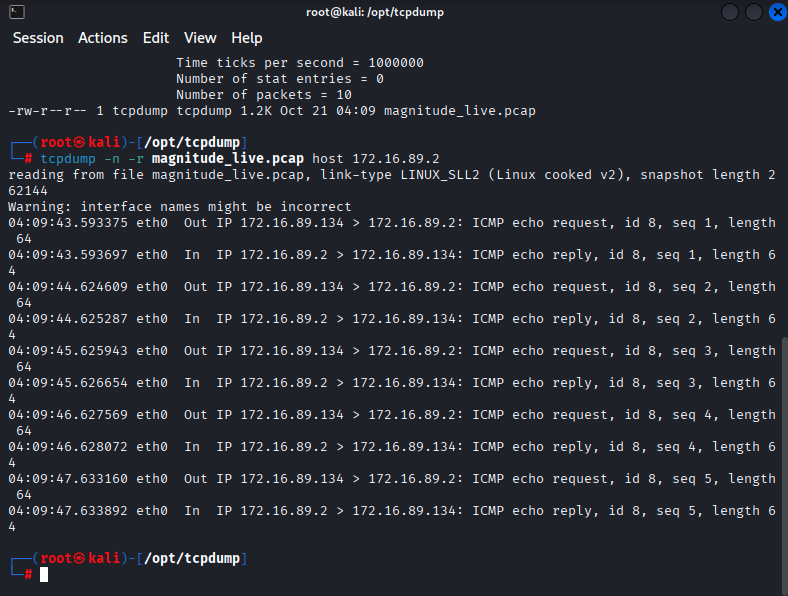 root@kali: /opt/tcpdump
Session Actions Edit View Help
Time ticks per second = 1000000
Number of stat entries = 0
Number of packets = 10
-rw-r--r-- 1 tcpdump tcpdump 1.2K Oct 21 04:09 magnitude_live.pcap
┌──(root㉿kali)-[/opt/tcpdump]
└─# tcpdump -n -r magnitude_live.pcap host 172.16.89.2
reading from file magnitude_live.pcap, link-type LINUX_SLL2 (Linux cooked v2), snapshot length 2
62144
Warning: interface names might be incorrect
04:09:43.593375 eth0  Out IP 172.16.89.134 > 172.16.89.2: ICMP echo request, id 8, seq 1, length
 64
04:09:43.593697 eth0  In  IP 172.16.89.2 > 172.16.89.134: ICMP echo reply, id 8, seq 1, length 6
4
04:09:44.624609 eth0  Out IP 172.16.89.134 > 172.16.89.2: ICMP echo request, id 8, seq 2, length
 64
04:09:44.625287 eth0  In  IP 172.16.89.2 > 172.16.89.134: ICMP echo reply, id 8, seq 2, length 6
4
04:09:45.625943 eth0  Out IP 172.16.89.134 > 172.16.89.2: ICMP echo request, id 8, seq 3, length
 64
04:09:45.626654 eth0  In  IP 172.16.89.2 > 172.16.89.134: ICMP echo reply, id 8, seq 3, length 6
4
04:09:46.627569 eth0  Out IP 172.16.89.134 > 172.16.89.2: ICMP echo request, id 8, seq 4, length
 64
04:09:46.628072 eth0  In  IP 172.16.89.2 > 172.16.89.134: ICMP echo reply, id 8, seq 4, length 6
4
04:09:47.633160 eth0  Out IP 172.16.89.134 > 172.16.89.2: ICMP echo request, id 8, seq 5, length
 64
04:09:47.633892 eth0  In  IP 172.16.89.2 > 172.16.89.134: ICMP echo reply, id 8, seq 5, length 6
4
┌──(root㉿kali)-[/opt/tcpdump]
└─#